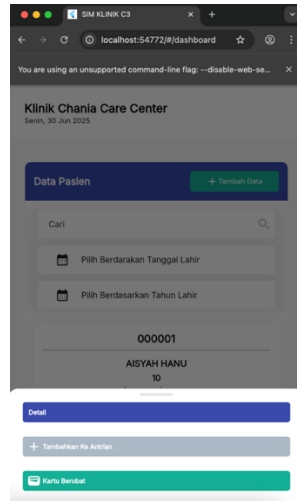 SIM KLINIK C3
localhost:54772/#/dashboard
You are using an unsupported command-line flag: --disable-web-se...
Klinik Chania Care Center
Senin, 30 Jun 2025
Data Pasien
+ Tambah Data
Cari
Pilih Berdarakan Tanggal Lahir
Pilih Berdasarkan Tahun Lahir
000001
AISYAH HANU
10
Detail
+ Tambahkan Ke Antrian
Kartu Berobat